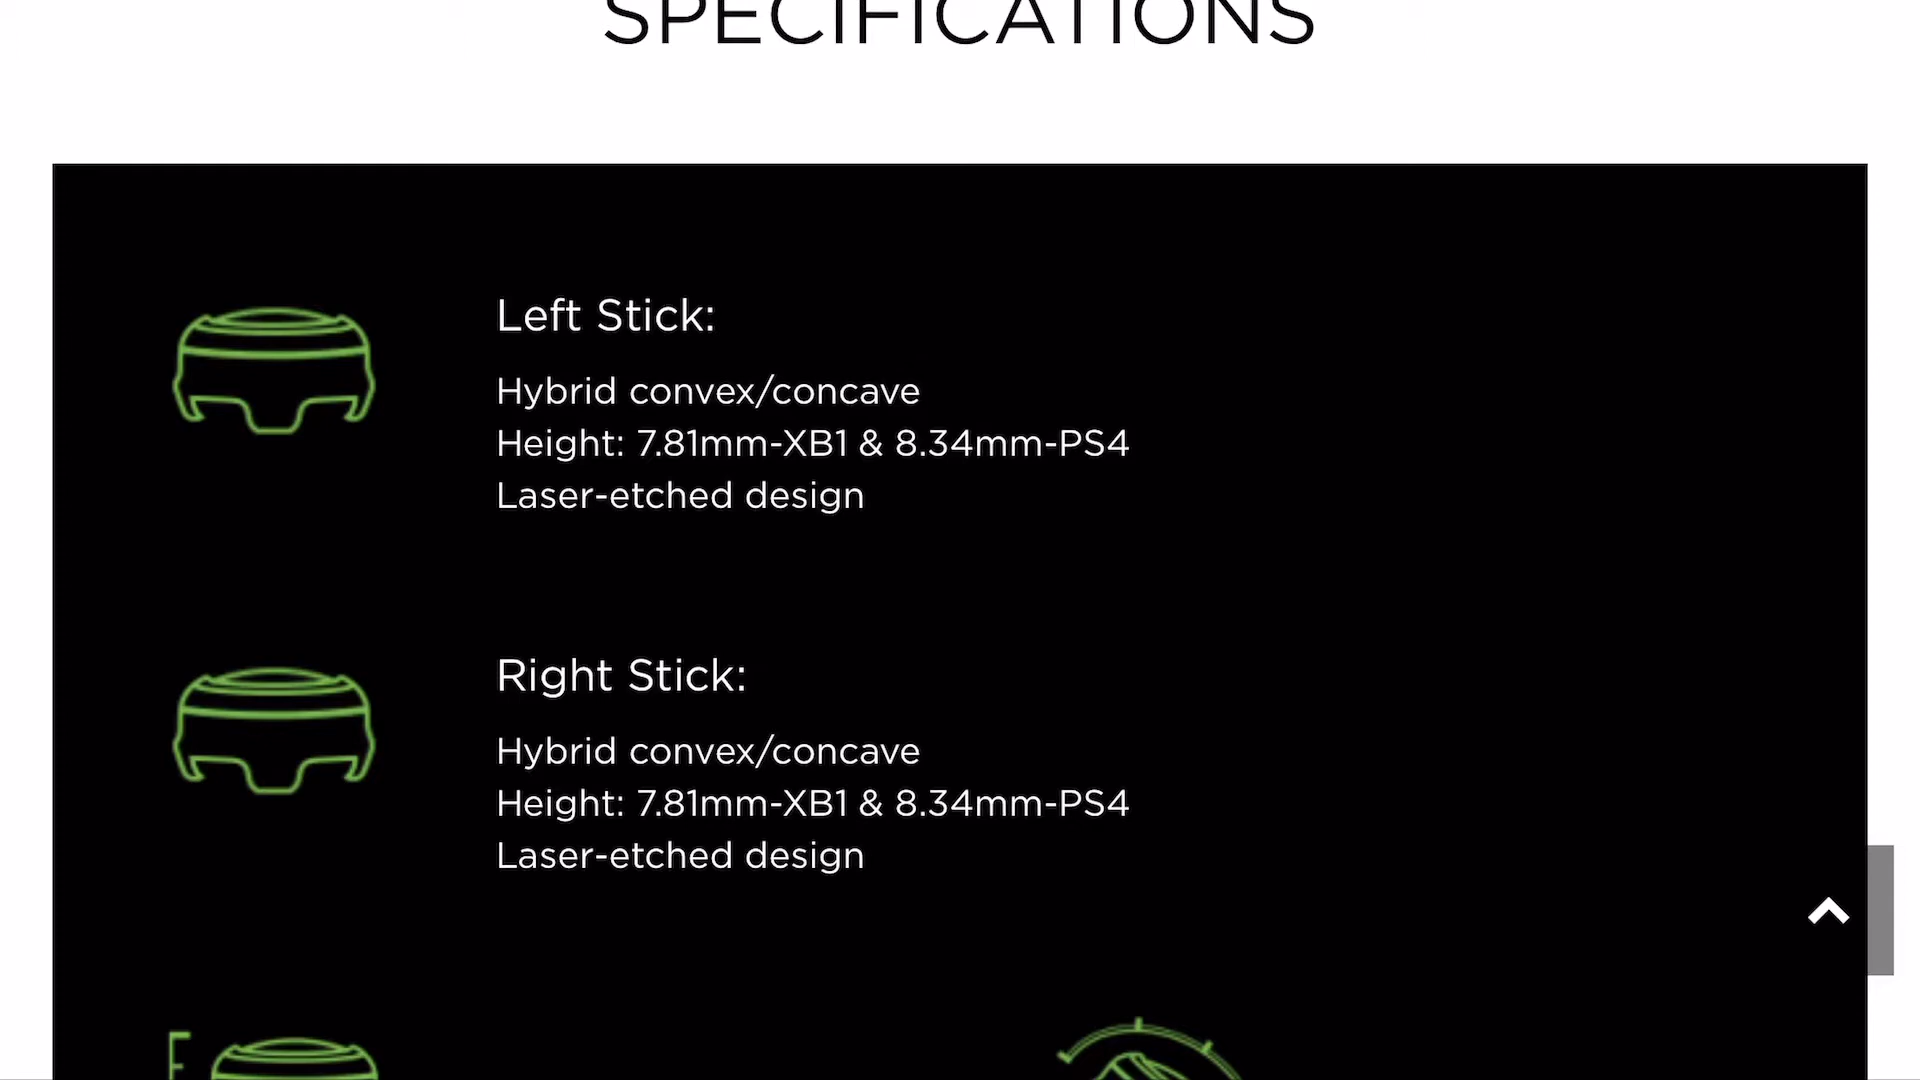 SPECIFICATIONS
Left Stick:
Hybrid convex/concave
Height: 7.81mm-XB1 & 8.34mm-PS4
Laser-etched design
Right Stick:
Hybrid convex/concave
Height: 7.81mm-XB1 & 8.34mm-PS4
Laser-etched design